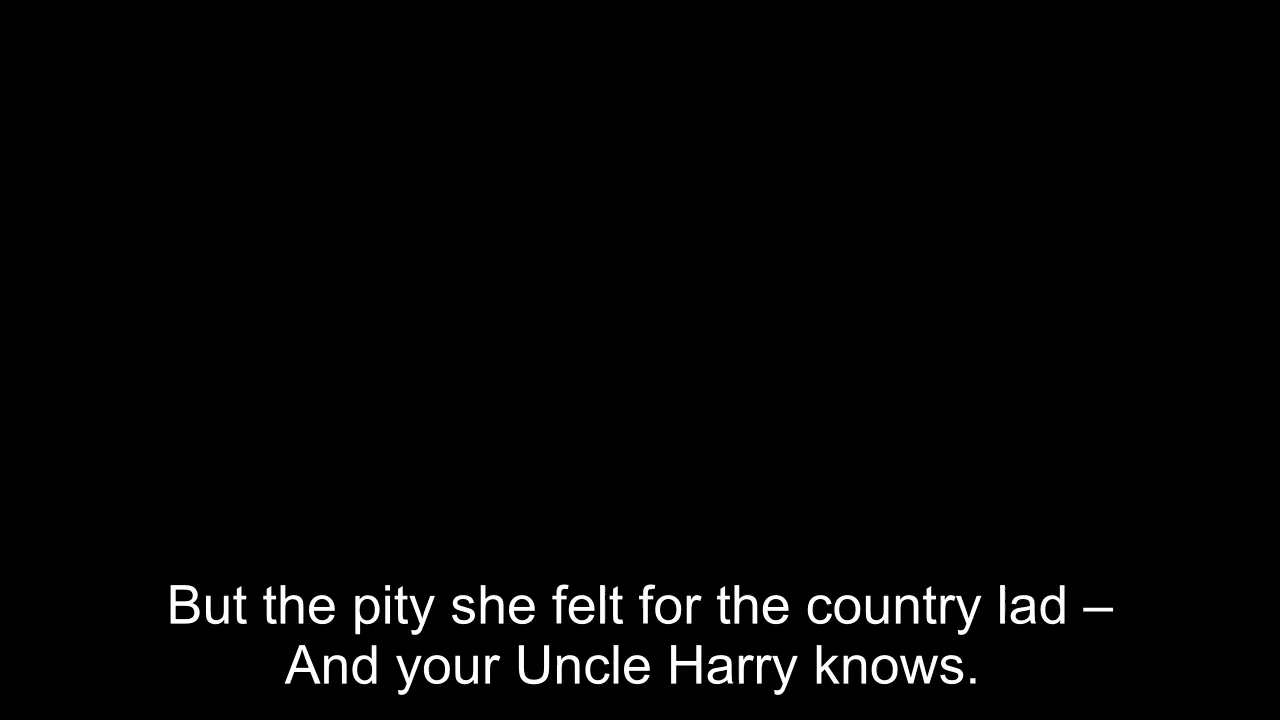 But the pity she felt for the country lad –
And your Uncle Harry knows.